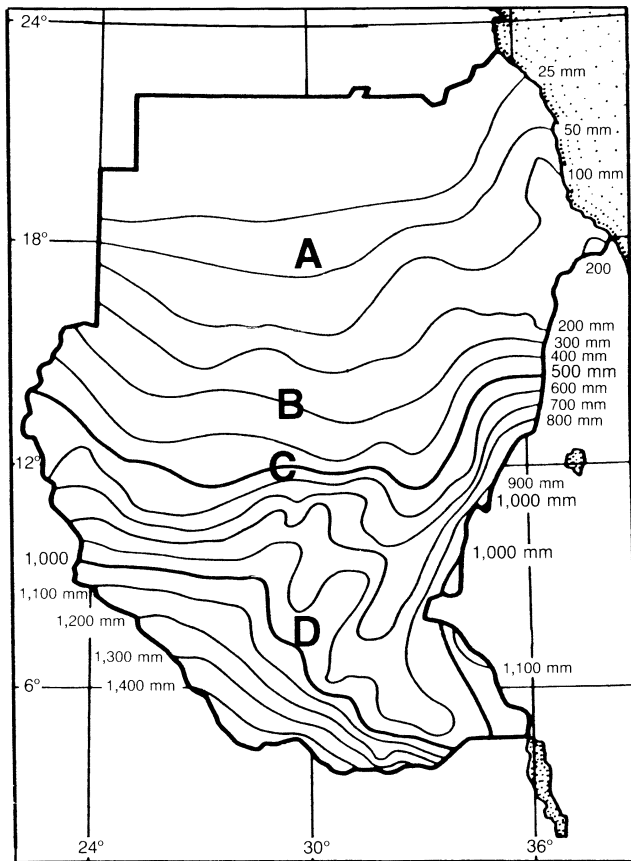 24°
25 mm
50 mm
100 mm
18°
A
200
200 mm
300 mm
400 mm
500 mm
B
600 mm
700 mm
800 mm
12°
C
900 mm
1,000 mm
1,000
1,000 mm
1,100 mm
1,200 mm
D
1,300 mm
1,100 mm
6°
1,400 mm
24°
30°
36°